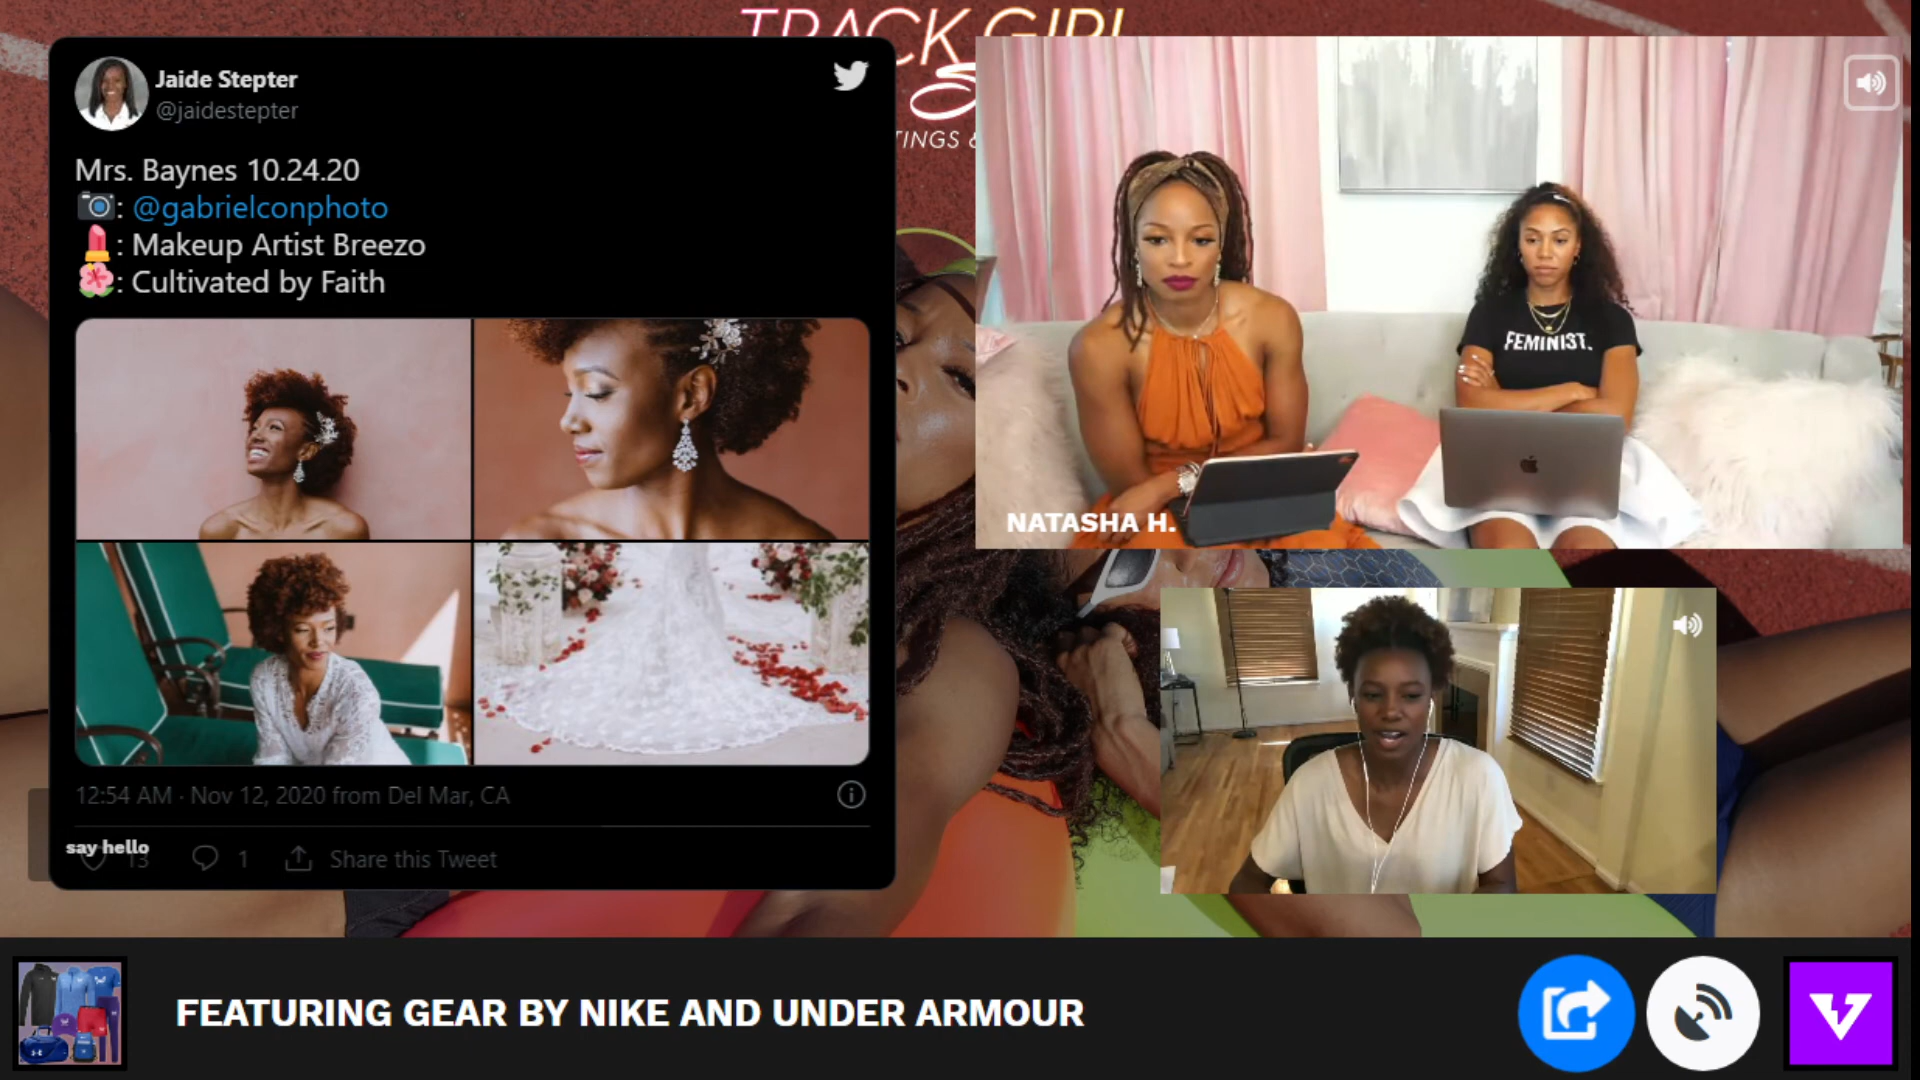 TRACK GIRL
TINGS &
Jaide Stepter
@jaidestepter
Mrs. Baynes 10.24.20
: @gabrielconphoto
: Makeup Artist Breezo
: Cultivated by Faith
12:54 AM · Nov 12, 2020 from Del Mar, CA
say hello
13 1 Share this Tweet
FEMINIST.
NATASHA H.
FEATURING GEAR BY NIKE AND UNDER ARMOUR